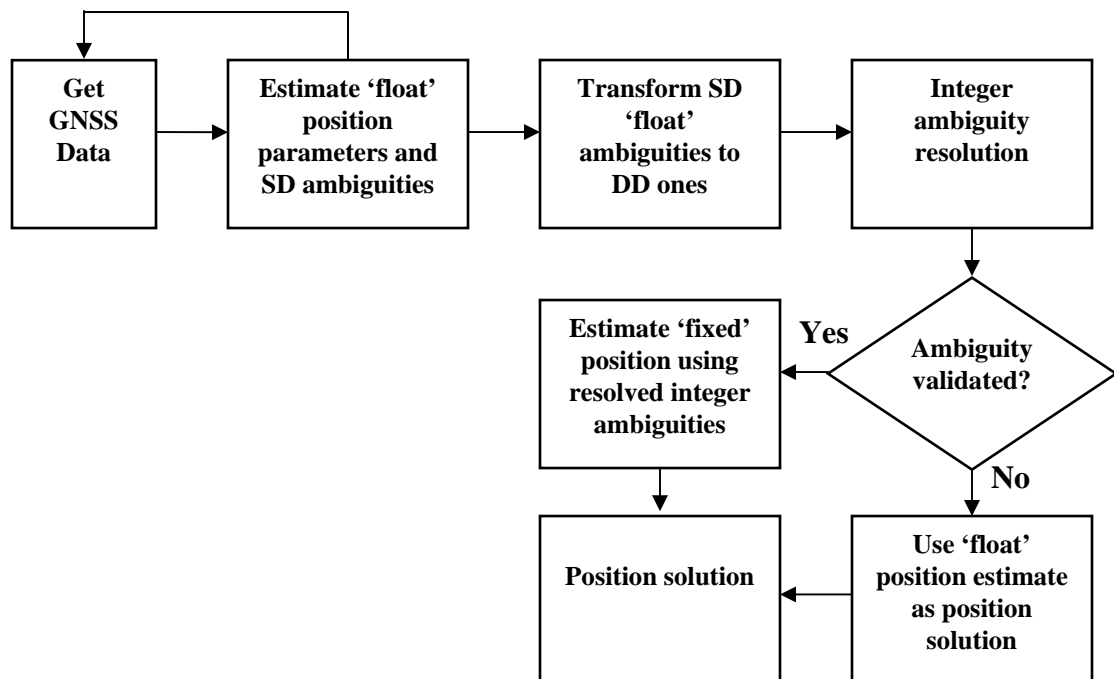 Get
GNSS
Data
Estimate ‘float’
position
parameters and
SD ambiguities
Transform SD
‘float’
ambiguities to
DD ones
Integer
ambiguity
resolution
Ambiguity
validated?
Yes
Estimate ‘fixed’
position using
resolved integer
ambiguities
No
Use ‘float’
position estimate
as position
solution
Position solution